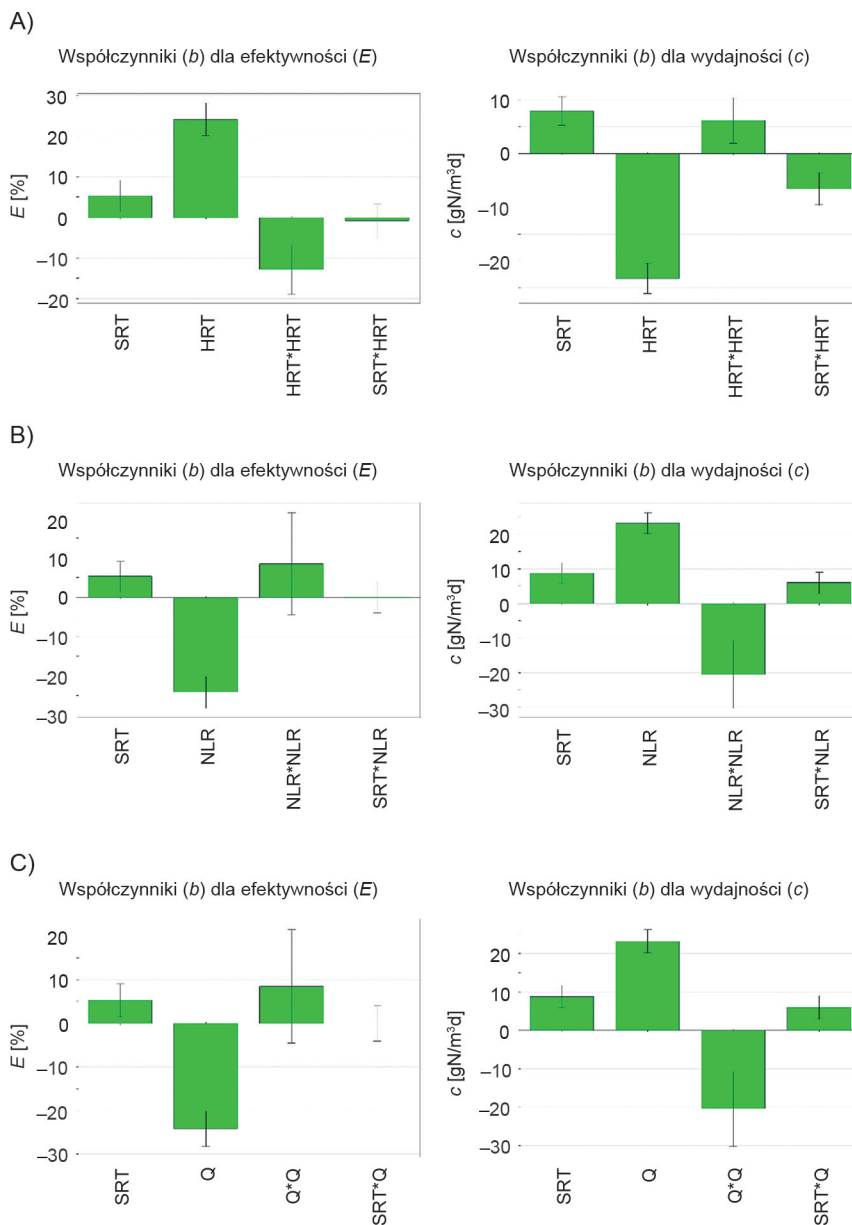 A)
Współczynniki (b) dla efektywności (E)
Współczynniki (b) dla wydajności (c)
30
20
10
0
–10
–20
E [%]
SRT
HRT
HRT*HRT
SRT*HRT
10
0
–10
–20
c [gN/m³d]
SRT
HRT
HRT*HRT
SRT*HRT
B)
Współczynniki (b) dla efektywności (E)
Współczynniki (b) dla wydajności (c)
20
10
0
–10
–20
–30
E [%]
SRT
NLR
NLR*NLR
SRT*NLR
20
10
0
–10
–20
–30
c [gN/m³d]
SRT
NLR
NLR*NLR
SRT*NLR
C)
Współczynniki (b) dla efektywności (E)
Współczynniki (b) dla wydajności (c)
20
10
0
–10
–20
–30
E [%]
SRT
Q
Q*Q
SRT*Q
20
10
0
–10
–20
–30
c [gN/m³d]
SRT
Q
Q*Q
SRT*Q